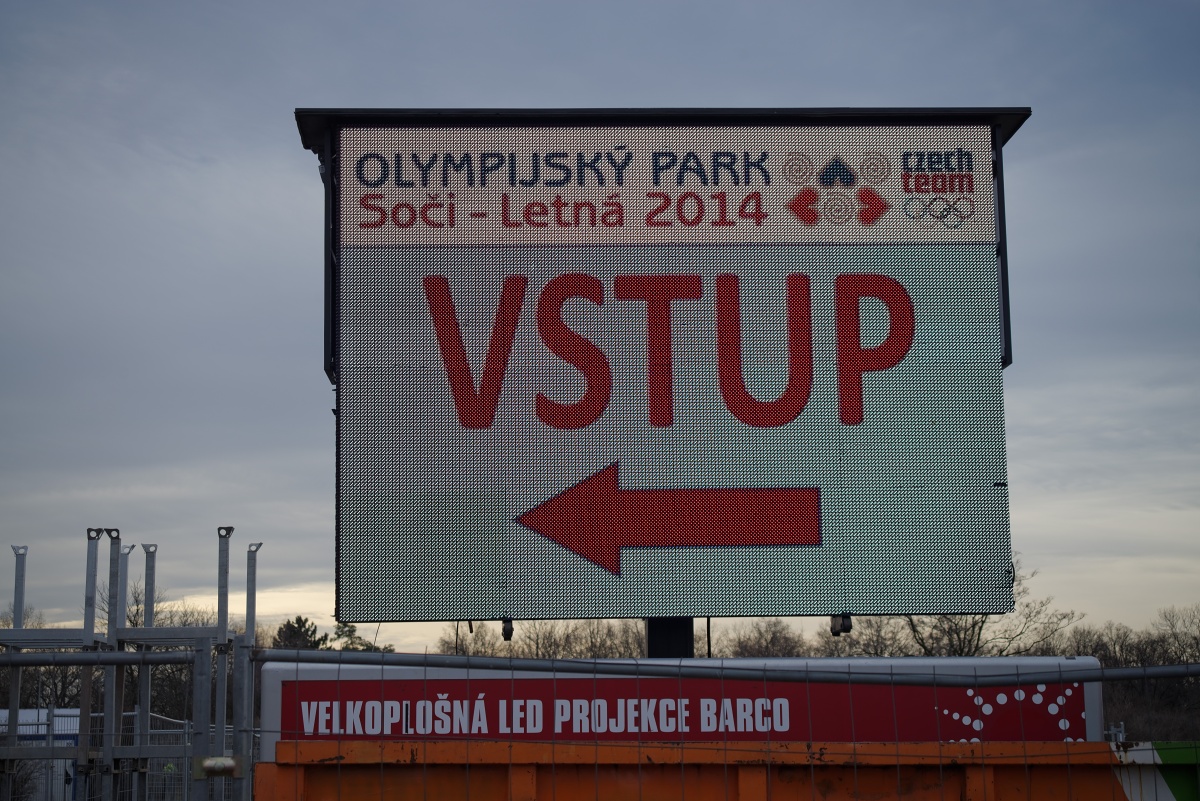 OLYMPIJSKÝ PARK
Soči - Letná 2014
czech
team
VSTUP
VELKOPLOŠNÁ LED PROJEKCE BARCO